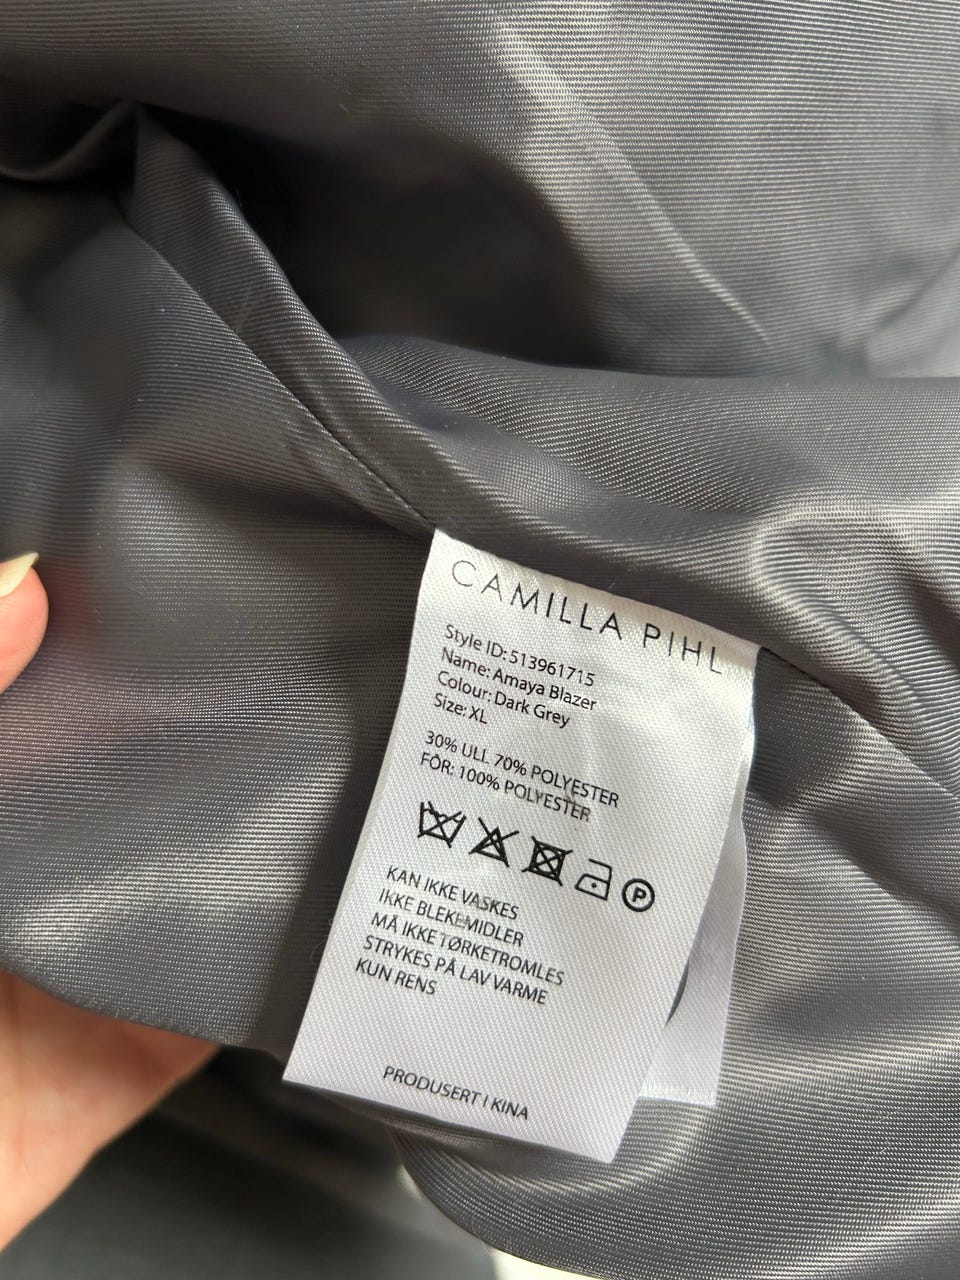 CAMILLA PIHL
Style ID: 513961715
Name: Amaya Blazer
Colour: Dark Grey
Size: XL
30% ULL 70% POLYESTER
FÔR: 100% POLYESTER
P
KAN IKKE VASKES
IKKE BLEKEMIDLER
MÅ IKKE TØRKETROMLES
STRYKES PÅ LAV VARME
KUN RENS
PRODUSERT I KINA